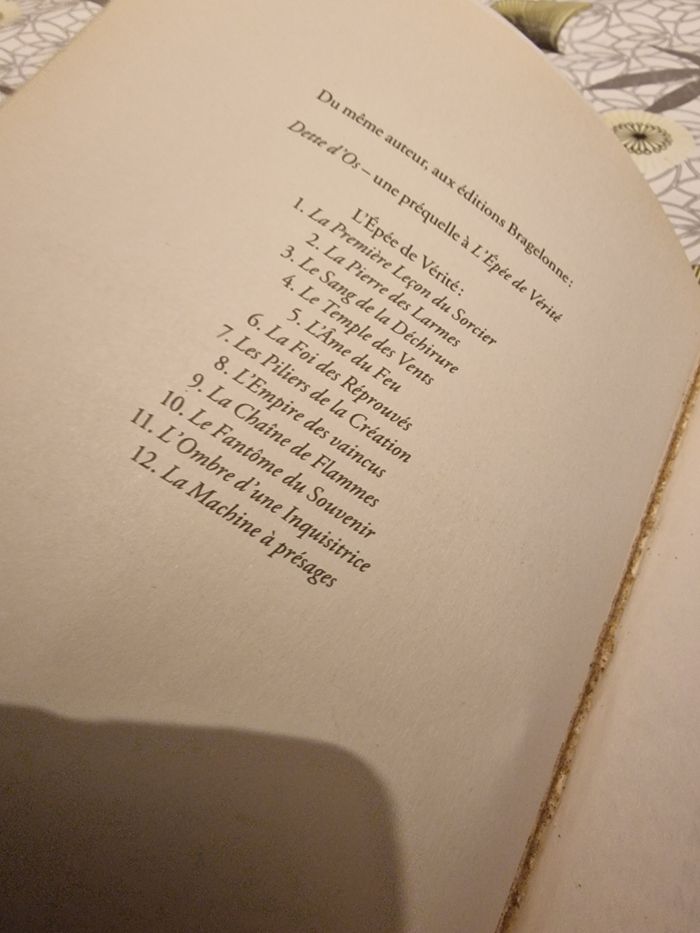 Du même auteur, aux éditions Bragelonne :
Dette d'Os – une préquelle à L'Épée de Vérité
L'Épée de Vérité :
1. La Première Leçon du Sorcier
2. La Pierre des Larmes
3. Le Sang de la Déchirure
4. Le Temple des Vents
5. L'Âme du Feu
6. La Foi des Réprouvés
7. Les Piliers de la Création
8. L'Empire des vaincus
9. La Chaîne de Flammes
10. Le Fantôme du Souvenir
11. L'Ombre d'une Inquisitrice
12. La Machine à présages